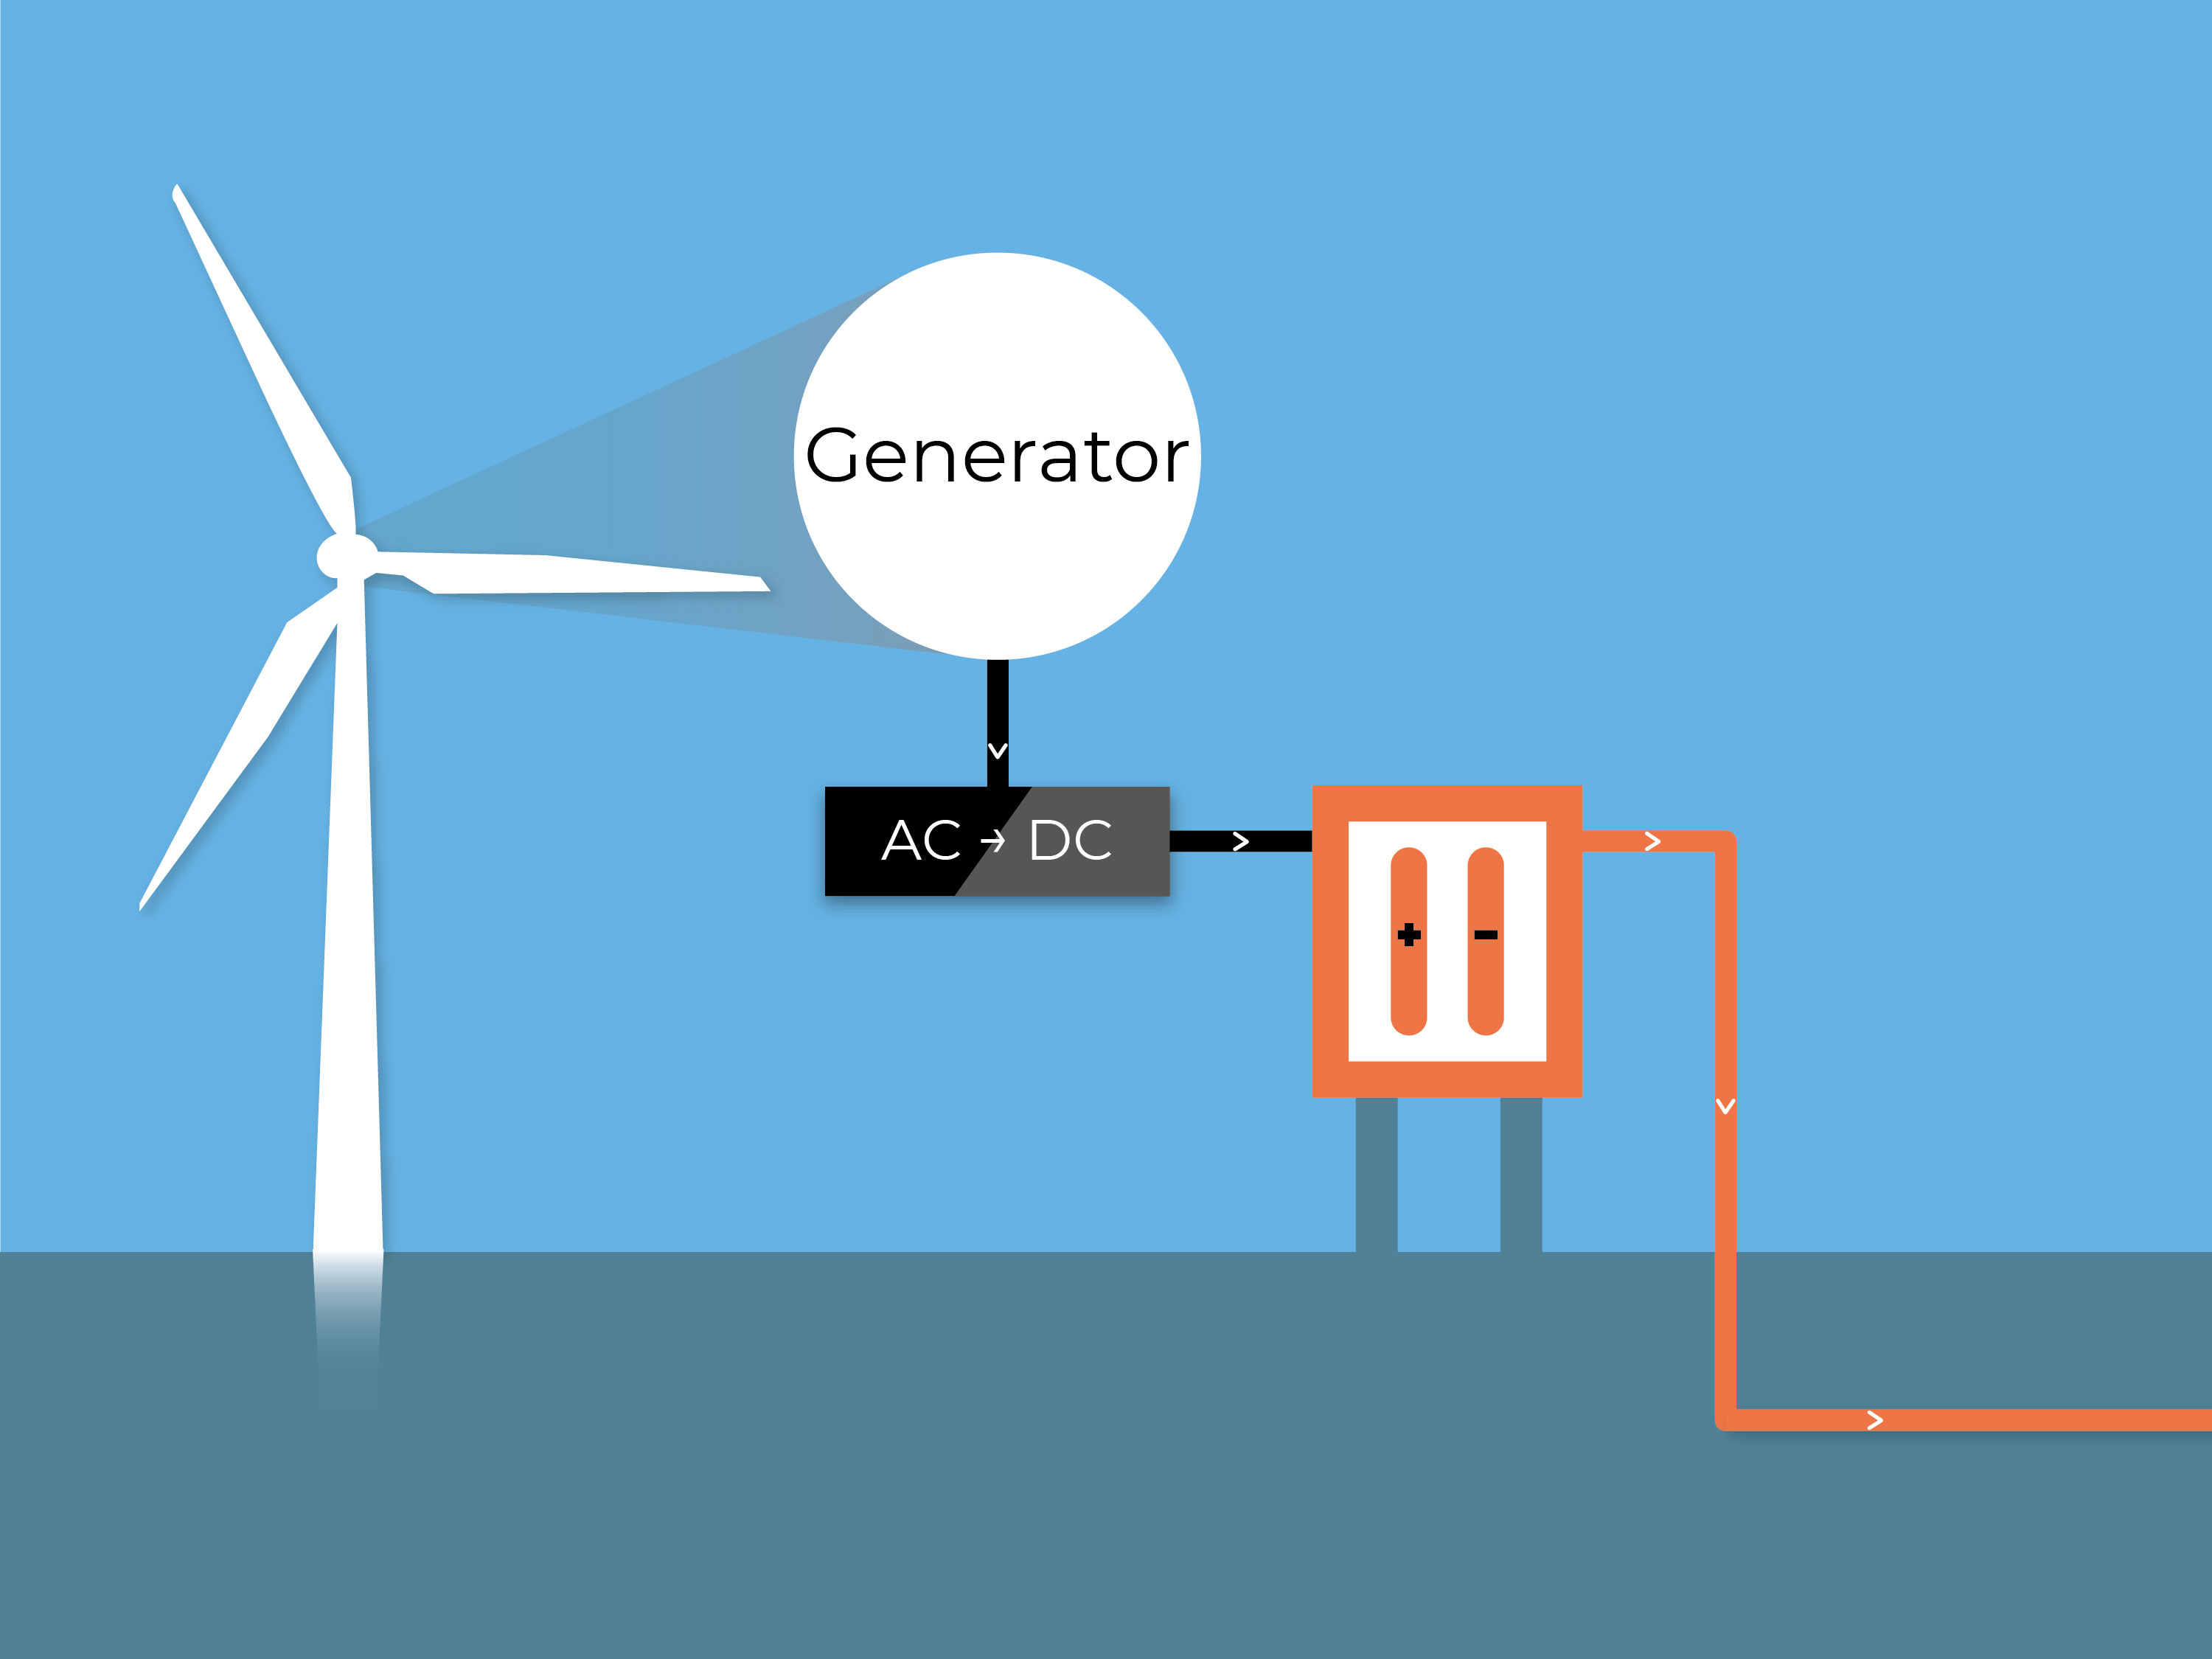 Generator
AC → DC
+ -